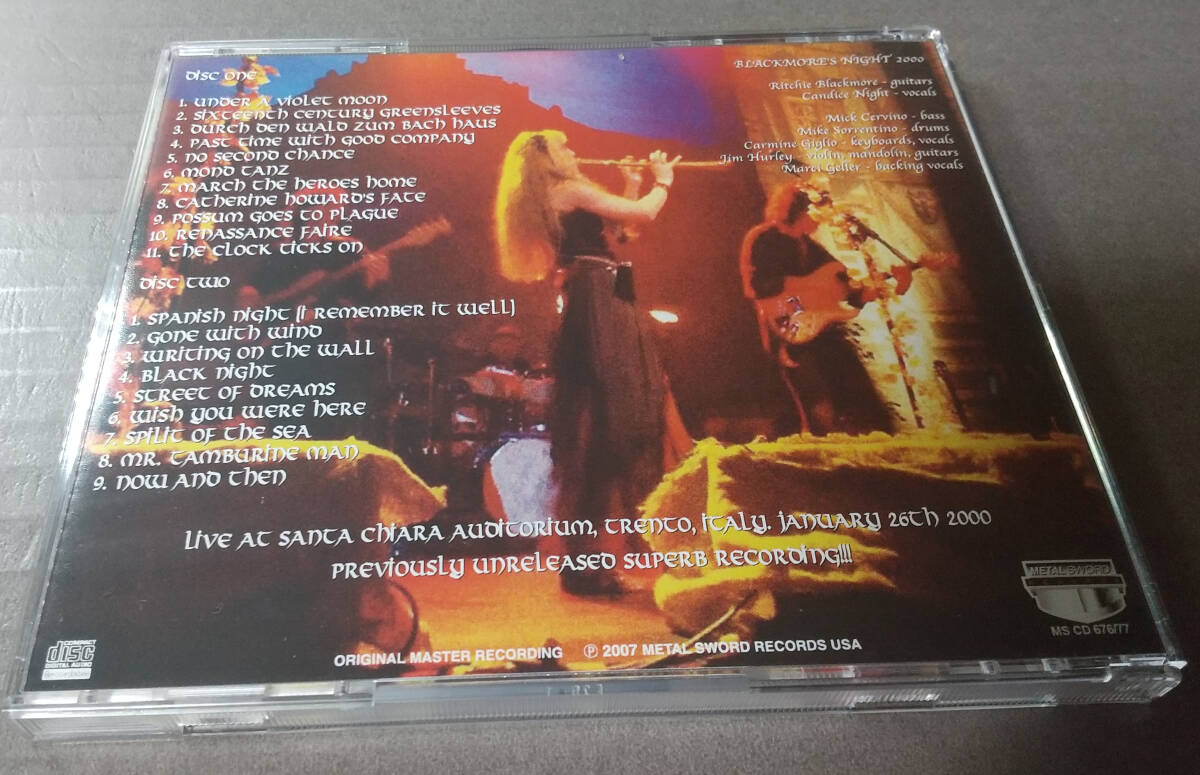 DISC ONE
1. UNDER A VIOLET MOON
2. SIXTEENTH CENTURY GREENSLEEVES
3. DURCH DEN WALD ZUM BACH HAUS
4. PAST TIME WITH GOOD COMPANY
5. NO SECOND CHANCE
6. MOND TANZ
7. MARCH THE HEROES HOME
8. CATHERINE HOWARD'S FATE
9. POSSUM GOES TO PLAGUE
10. RENASSANCE FAIRE
11. THE CLOCK TICKS ON
DISC TWO
1. SPANISH NIGHT (I REMEMBER IT WELL)
2. GONE WITH WIND
3. WRITING ON THE WALL
4. BLACK NIGHT
5. STREET OF DREAMS
6. WISH YOU WERE HERE
7. SPILIT OF THE SEA
8. MR. TAMBURINE MAN
9. NOW AND THEN
BLACKMORE'S NIGHT 2000
Ritchie Blackmore - guitars
Candice Night - vocals
Mick Cervino - bass
Mike Sorrentino - drums
Carmine Giglio - keyboards, vocals
Jim Hurley - violin, mandolin, guitars
Marci Geller - backing vocals
LIVE AT SANTA CHIARA AUDITORIUM, TRENTO, ITALY. JANUARY 26TH 2000
PREVIOUSLY UNRELEASED SUPERB RECORDING!!!
METAL SWORD
MS CD 676/77
COMPACT
disc
DIGITAL AUDIO
Recordable
ORIGINAL MASTER RECORDING ℗ 2007 METAL SWORD RECORDS USA